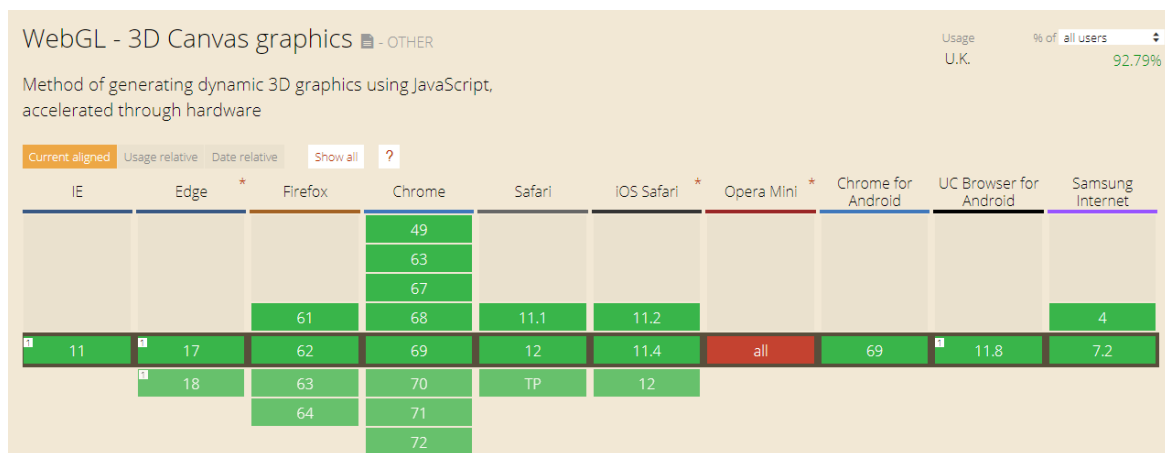 WebGL - 3D Canvas graphics - OTHER
Usage % of all users
U.K. 92.79%
Method of generating dynamic 3D graphics using JavaScript,
accelerated through hardware
Current aligned Usage relative Date relative Show all ?
IE Edge * Firefox Chrome Safari iOS Safari * Opera Mini * Chrome for Android UC Browser for Android Samsung Internet
49
63
67
61 68 11.1 11.2 4
1 11 1 17 62 69 12 11.4 all 69 1 11.8 7.2
1 18 63 70 TP 12
64 71
72